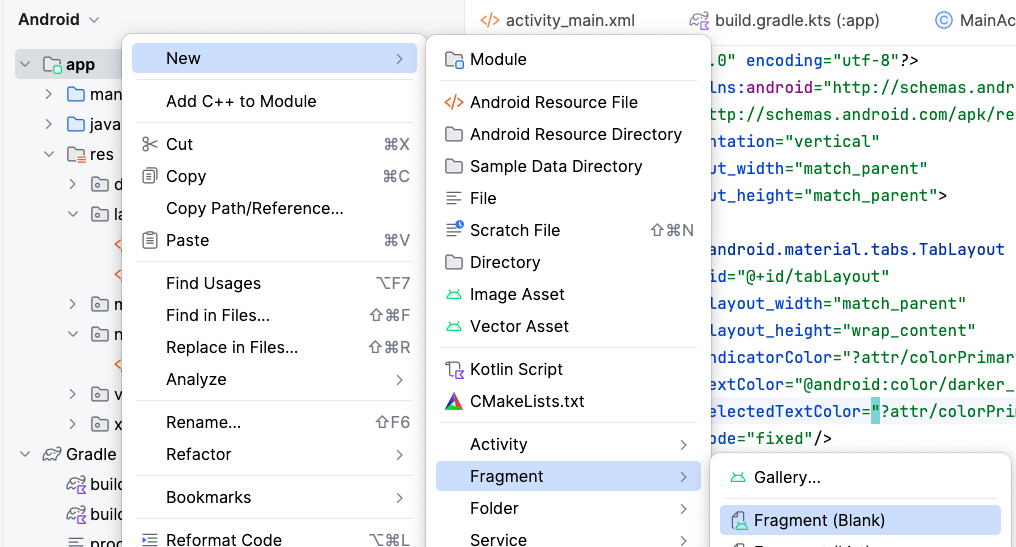 Android
activity_main.xml
build.gradle.kts (:app)
MainAc
app
man
java
res
d
la
m
n
v
x
Gradle
build
build
proc
New
Add C++ to Module
Cut ⌘X
Copy ⌘C
Copy Path/Reference...
Paste ⌘V
Find Usages ⌥F7
Find in Files... ⇧⌘F
Replace in Files... ⇧⌘R
Analyze
Rename... ⇧F6
Refactor
Bookmarks
Reformat Code ⌥⌘L
Module
Android Resource File
Android Resource Directory
Sample Data Directory
File
Scratch File ⇧⌘N
Directory
Image Asset
Vector Asset
Kotlin Script
CMakeLists.txt
Activity
Fragment
Folder
Service
Gallery...
Fragment (Blank)
.0" encoding="utf-8"?>
lns:android="http://schemas.andr
ttp://schemas.android.com/apk/re
ntation="vertical"
ut_width="match_parent"
ut_height="match_parent">
android.material.tabs.TabLayout
id="@+id/tabLayout"
layout_width="match_parent"
layout_height="wrap_content"
ndicatorColor="?attr/colorPrimar
extColor="@android:color/darker_
electedTextColor="?attr/colorPri
ode="fixed"/>